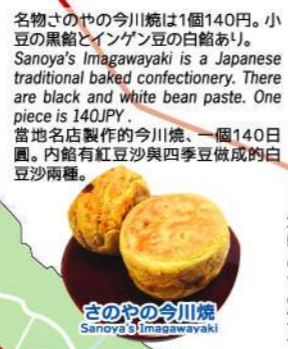 名物さのやの今川焼は1個140円。小
豆の黒餡とインゲン豆の白餡あり。
Sanoya's Imagawayaki is a Japanese
traditional baked confectionery. There
are black and white bean paste. One
piece is 140JPY .
當地名店製作的今川燒、一個140日
圓。內餡有紅豆沙與四季豆做成的白
豆沙兩種。
さのやの今川焼
Sanoya's Imagawayaki